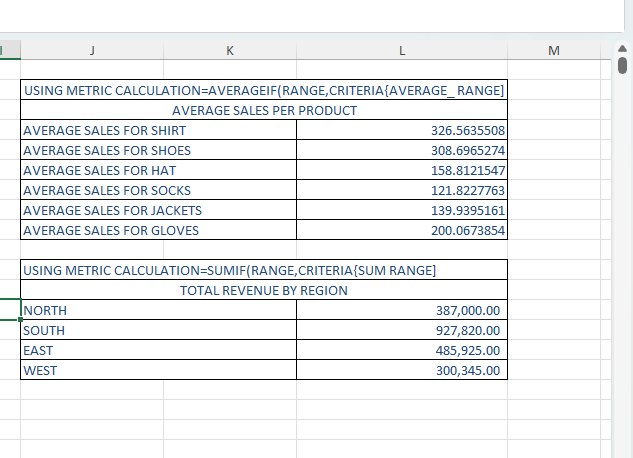 J K L M
USING METRIC CALCULATION=AVERAGEIF(RANGE,CRITERIA{AVERAGE_ RANGE]
AVERAGE SALES PER PRODUCT
AVERAGE SALES FOR SHIRT 326.5635508
AVERAGE SALES FOR SHOES 308.6965274
AVERAGE SALES FOR HAT 158.8121547
AVERAGE SALES FOR SOCKS 121.8227763
AVERAGE SALES FOR JACKETS 139.9395161
AVERAGE SALES FOR GLOVES 200.0673854
USING METRIC CALCULATION=SUMIF(RANGE,CRITERIA{SUM RANGE]
TOTAL REVENUE BY REGION
NORTH 387,000.00
SOUTH 927,820.00
EAST 485,925.00
WEST 300,345.00